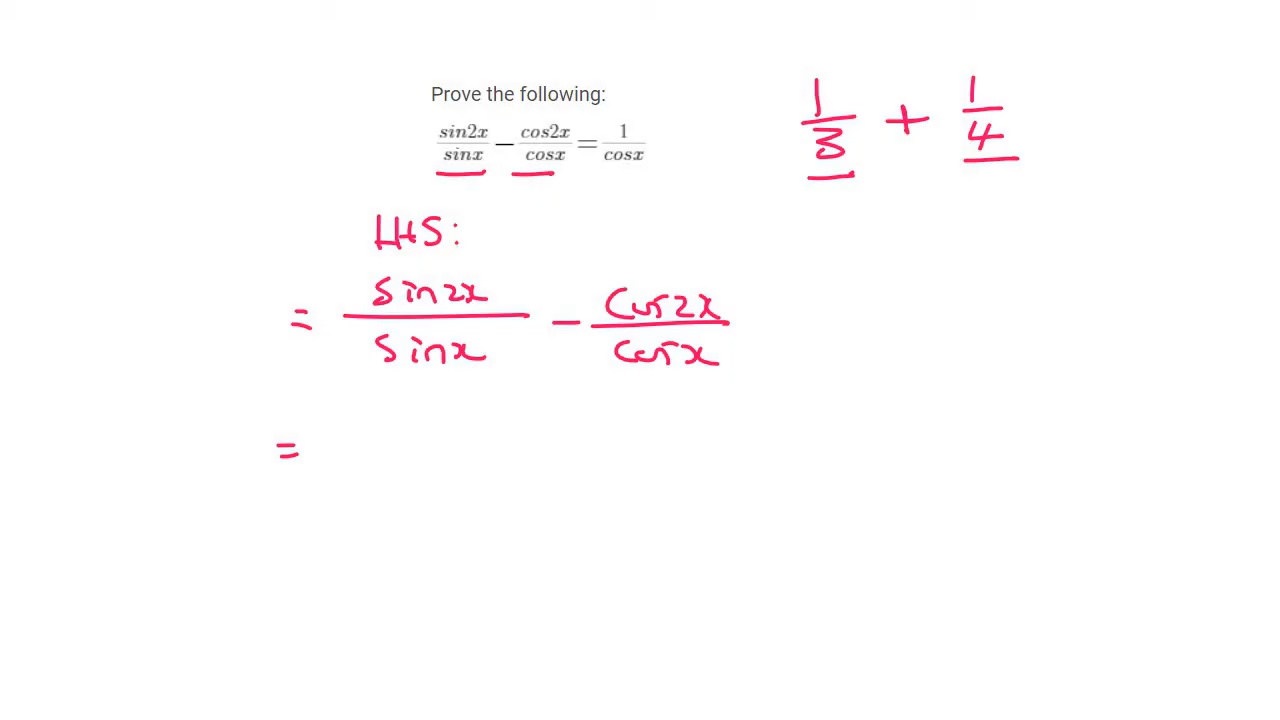 Prove the following:
sin2x/sinx − cos2x/cosx = 1/cosx
1/3 + 1/4
LHS:
= sin2x/sinx − cos2x/cosx
=